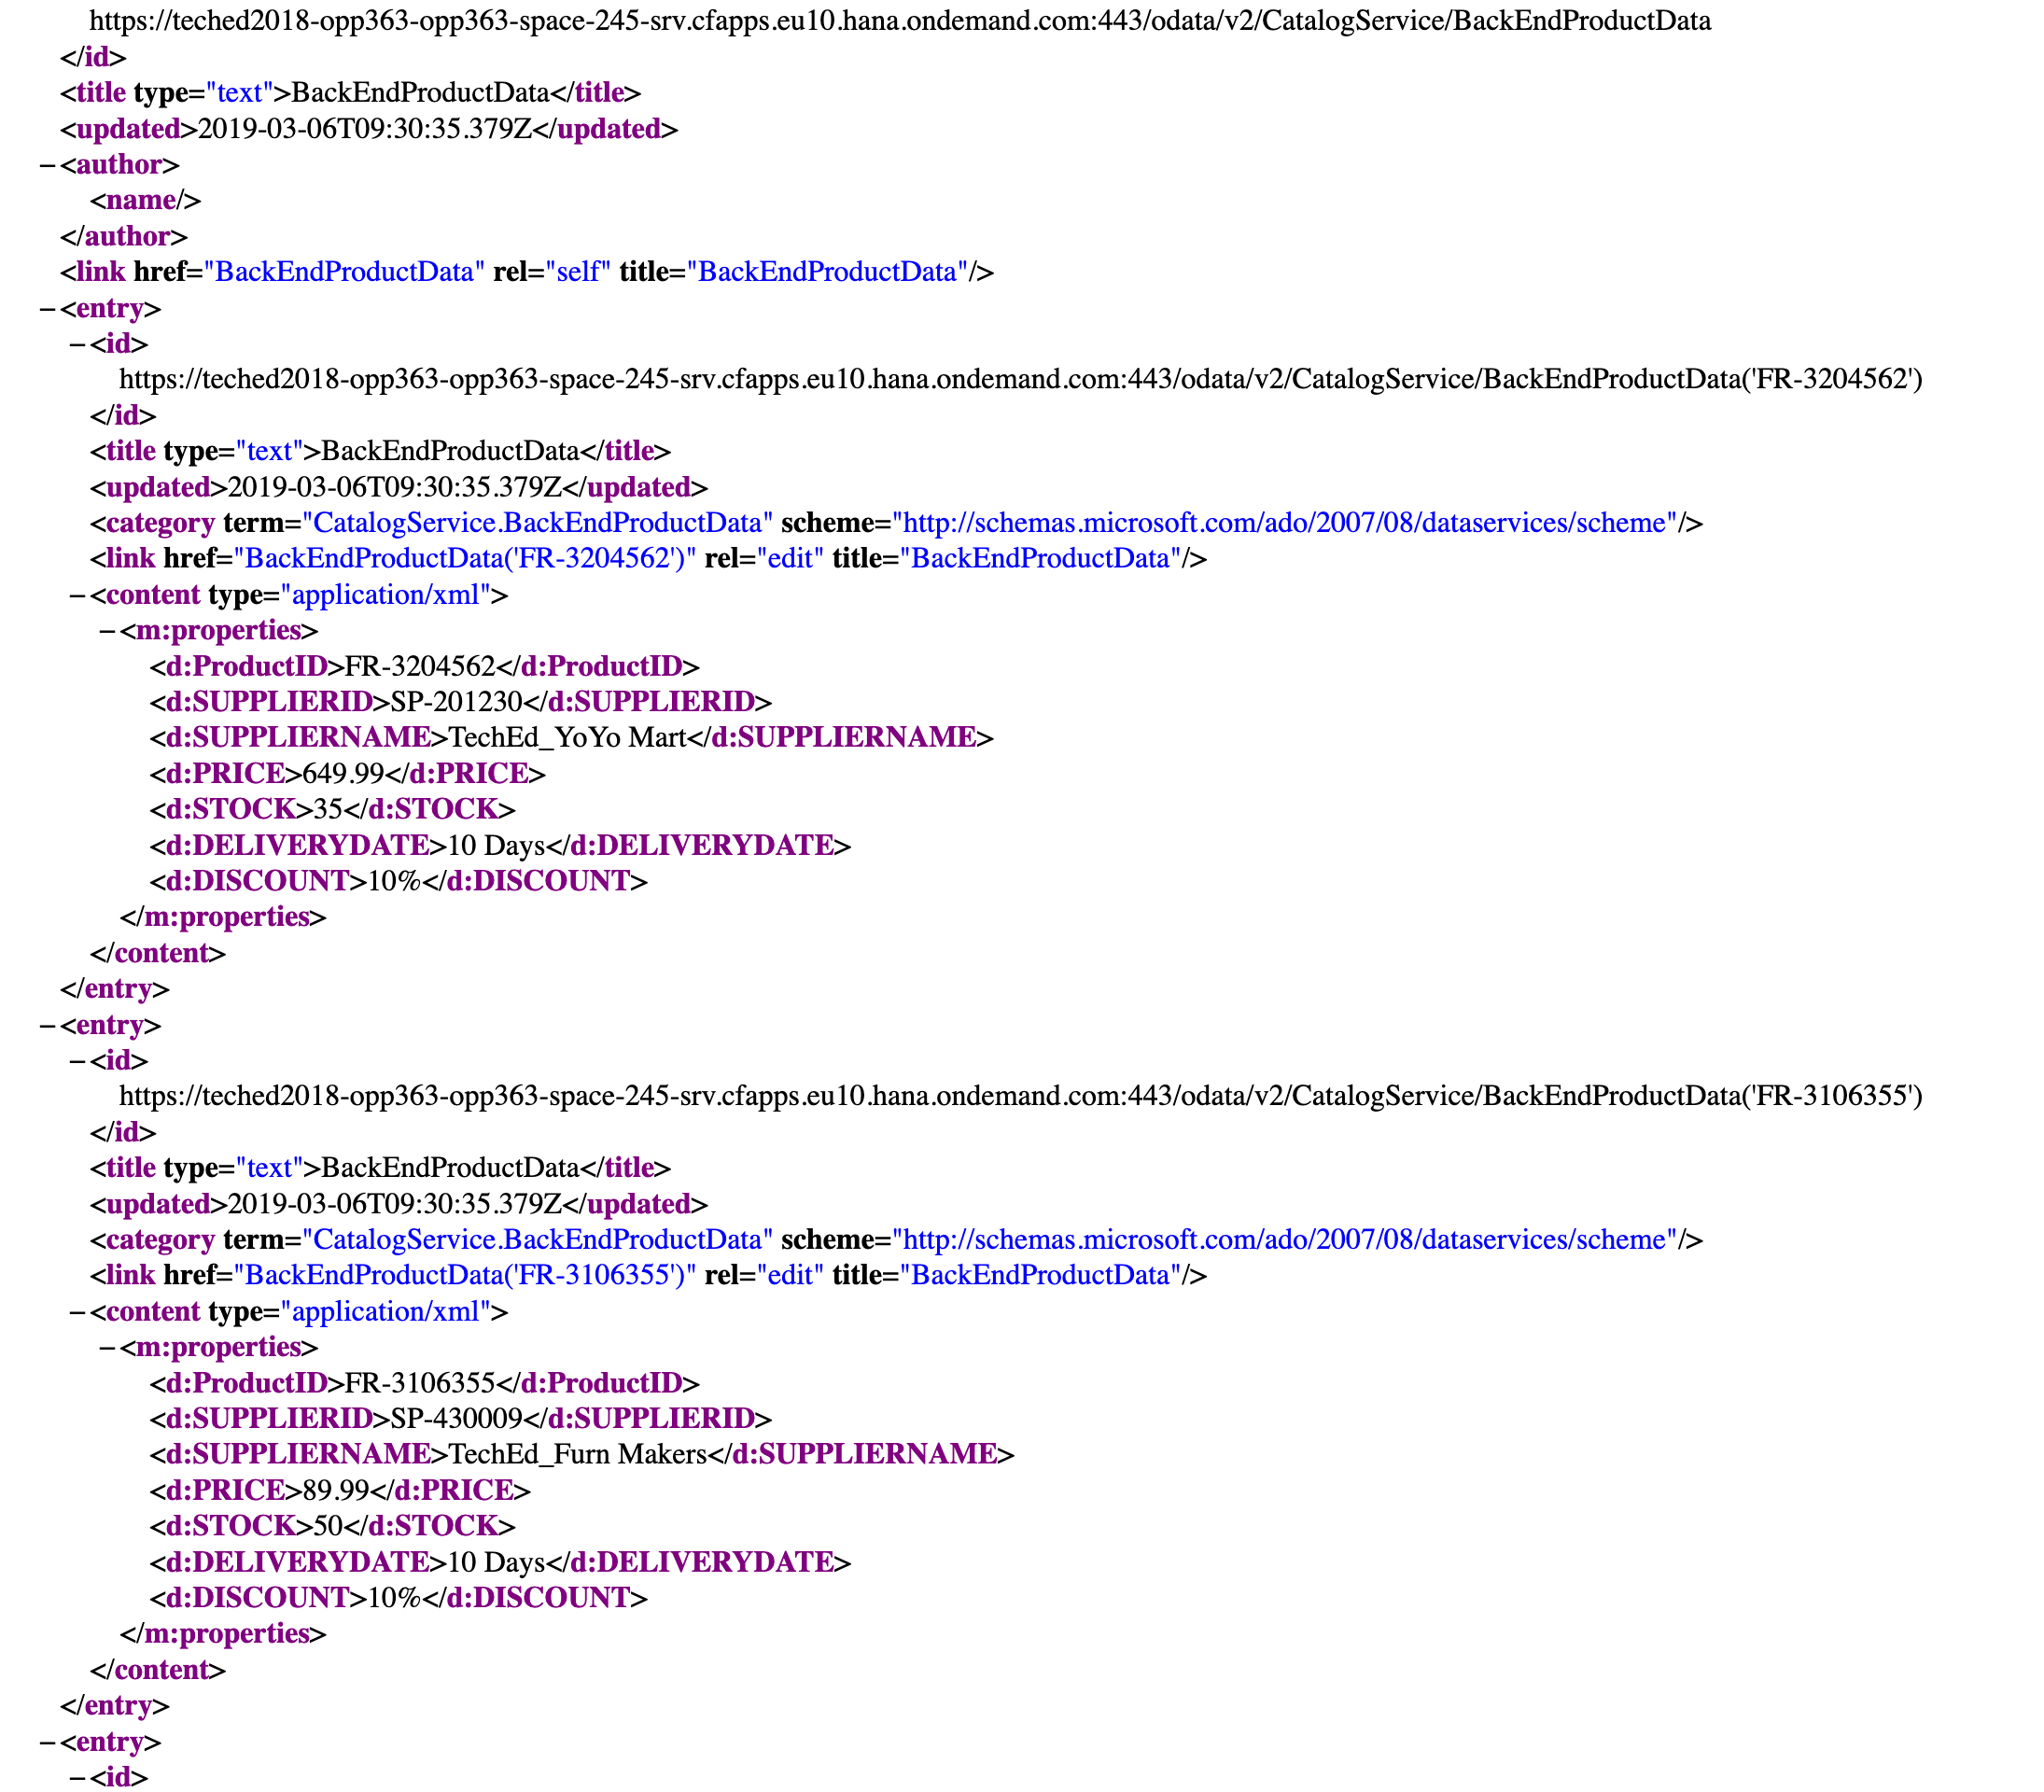 https://teched2018-opp363-opp363-space-245-srv.cfapps.eu10.hana.ondemand.com:443/odata/v2/CatalogService/BackEndProductData
</id>
<title type="text">BackEndProductData</title>
<updated>2019-03-06T09:30:35.379Z</updated>
–<author>
<name/>
</author>
<link href="BackEndProductData" rel="self" title="BackEndProductData"/>
–<entry>
–<id>
https://teched2018-opp363-opp363-space-245-srv.cfapps.eu10.hana.ondemand.com:443/odata/v2/CatalogService/BackEndProductData('FR-3204562')
</id>
<title type="text">BackEndProductData</title>
<updated>2019-03-06T09:30:35.379Z</updated>
<category term="CatalogService.BackEndProductData" scheme="http://schemas.microsoft.com/ado/2007/08/dataservices/scheme"/>
<link href="BackEndProductData('FR-3204562')" rel="edit" title="BackEndProductData"/>
–<content type="application/xml">
–<m:properties>
<d:ProductID>FR-3204562</d:ProductID>
<d:SUPPLIERID>SP-201230</d:SUPPLIERID>
<d:SUPPLIERNAME>TechEd_YoYo Mart</d:SUPPLIERNAME>
<d:PRICE>649.99</d:PRICE>
<d:STOCK>35</d:STOCK>
<d:DELIVERYDATE>10 Days</d:DELIVERYDATE>
<d:DISCOUNT>10%</d:DISCOUNT>
</m:properties>
</content>
</entry>
–<entry>
–<id>
https://teched2018-opp363-opp363-space-245-srv.cfapps.eu10.hana.ondemand.com:443/odata/v2/CatalogService/BackEndProductData('FR-3106355')
</id>
<title type="text">BackEndProductData</title>
<updated>2019-03-06T09:30:35.379Z</updated>
<category term="CatalogService.BackEndProductData" scheme="http://schemas.microsoft.com/ado/2007/08/dataservices/scheme"/>
<link href="BackEndProductData('FR-3106355')" rel="edit" title="BackEndProductData"/>
–<content type="application/xml">
–<m:properties>
<d:ProductID>FR-3106355</d:ProductID>
<d:SUPPLIERID>SP-430009</d:SUPPLIERID>
<d:SUPPLIERNAME>TechEd_Furn Makers</d:SUPPLIERNAME>
<d:PRICE>89.99</d:PRICE>
<d:STOCK>50</d:STOCK>
<d:DELIVERYDATE>10 Days</d:DELIVERYDATE>
<d:DISCOUNT>10%</d:DISCOUNT>
</m:properties>
</content>
</entry>
–<entry>
–<id>